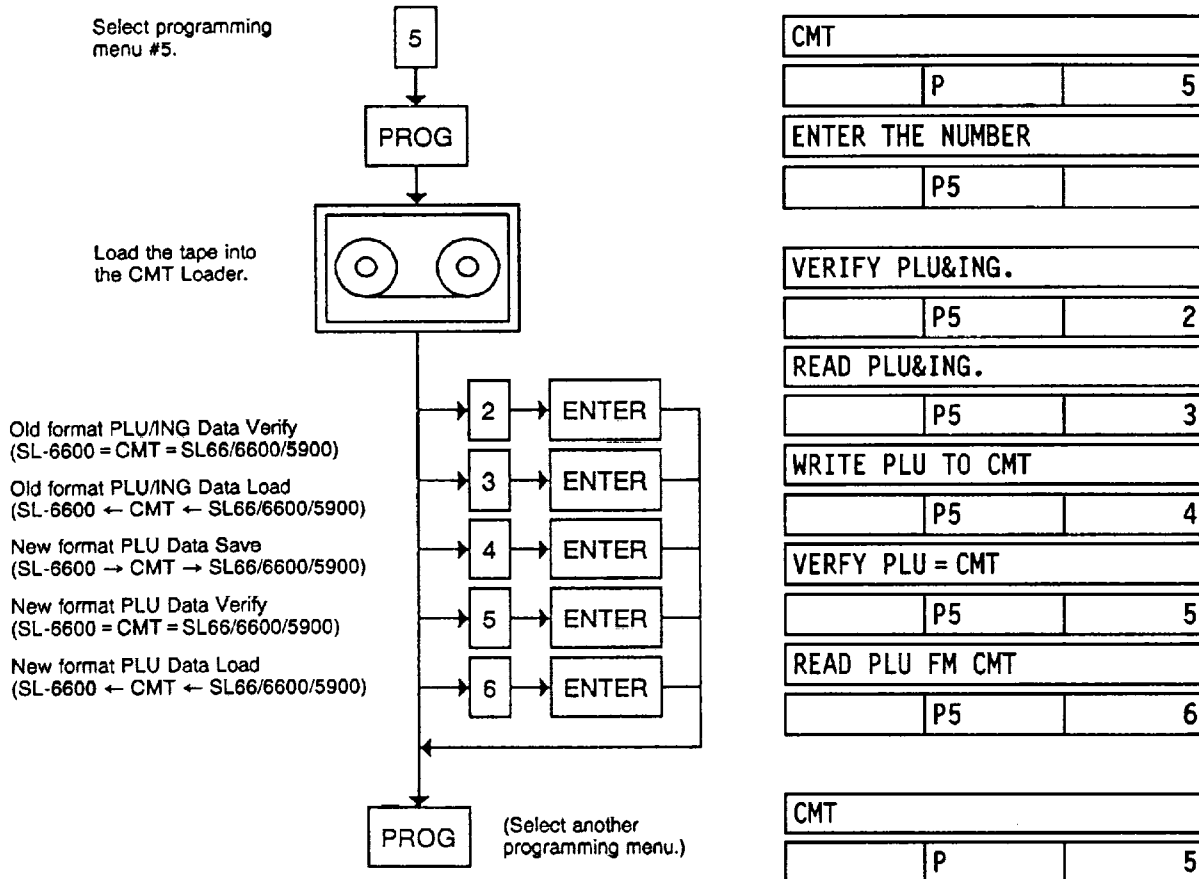 Select programming
menu #5.
5
PROG
Load the tape into
the CMT Loader.
Old format PLU/ING Data Verify
(SL-6600 = CMT = SL66/6600/5900)
2 ENTER
Old format PLU/ING Data Load
(SL-6600 ← CMT ← SL66/6600/5900)
3 ENTER
New format PLU Data Save
(SL-6600 → CMT → SL66/6600/5900)
4 ENTER
New format PLU Data Verify
(SL-6600 = CMT = SL66/6600/5900)
5 ENTER
New format PLU Data Load
(SL-6600 ← CMT ← SL66/6600/5900)
6 ENTER
PROG
(Select another
programming menu.)
CMT
P 5
ENTER THE NUMBER
P5
VERIFY PLU&ING.
P5 2
READ PLU&ING.
P5 3
WRITE PLU TO CMT
P5 4
VERFY PLU = CMT
P5 5
READ PLU FM CMT
P5 6
CMT
P 5